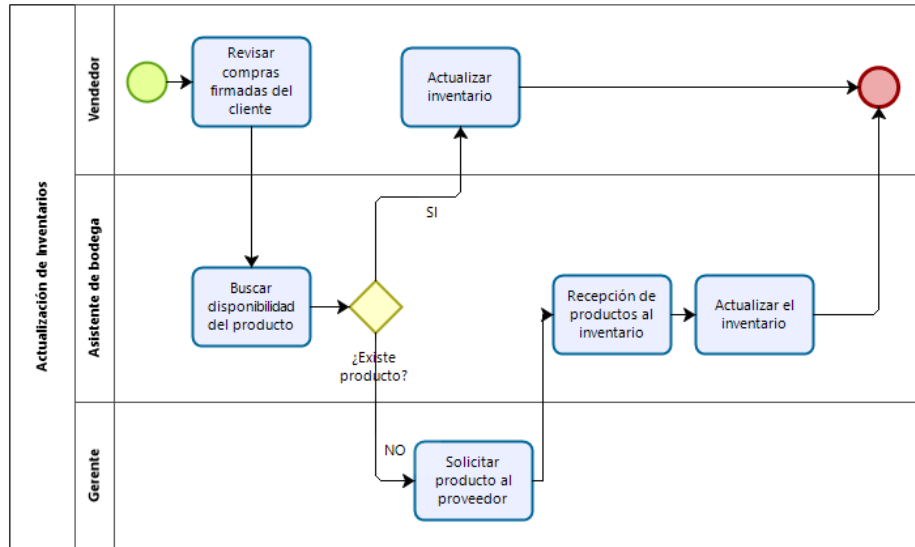 Actualización de Inventarios
Vendedor
Revisar
compras
firmadas del
cliente
Actualizar
inventario
Asistente de bodega
SI
Buscar
disponibilidad
del producto
¿Existe
producto?
Recepción de
productos al
inventario
Actualizar el
inventario
Gerente
NO
Solicitar
producto al
proveedor